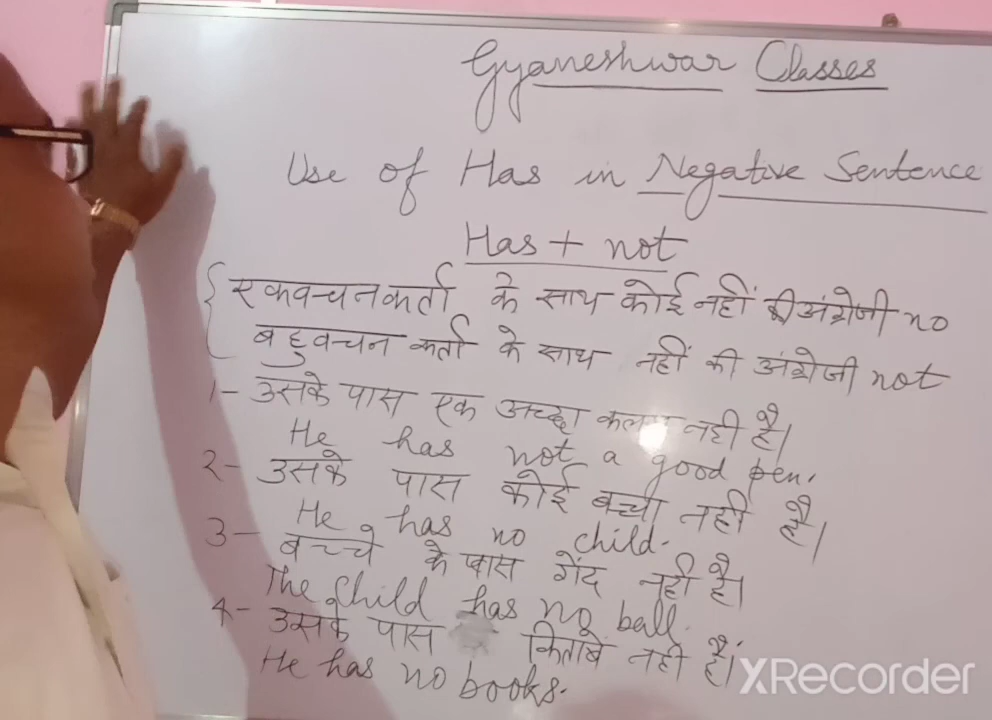 Gyaneshwar Classes
Use of Has in Negative Sentence
Has + not
एकवचन कर्ता के साथ कोई नहीं की अंग्रेजी no
बहुवचन कर्ता के साथ नहीं की अंग्रेजी not
1- उसके पास एक अच्छा कलम नही है।
He has not a good pen.
2- उसके पास कोई बच्चा नही है।
He has no child.
3- बच्चे के पास गेंद नही है।
The child has no ball.
4- उसके पास किताबें नही हैं।
He has no books.
XRecorder